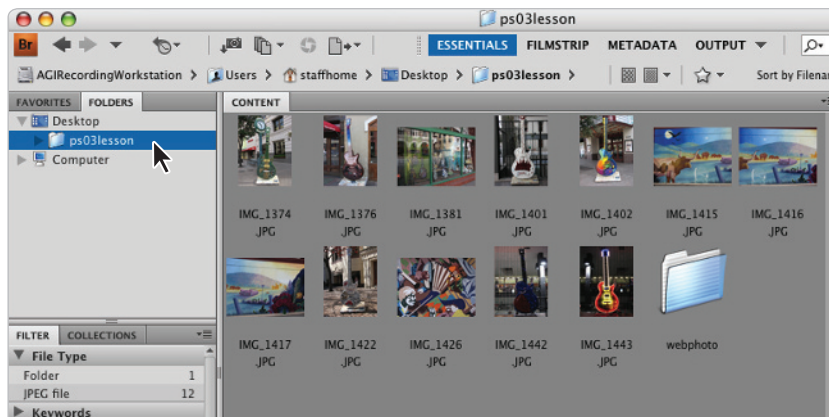 ps03lesson
Br ESSENTIALS FILMSTRIP METADATA OUTPUT
AGIRecordingWorkstation > Users > staffhome > Desktop > ps03lesson > Sort by Filena
FAVORITES FOLDERS CONTENT
Desktop
ps03lesson
Computer
IMG_1374 IMG_1376 IMG_1381 IMG_1401 IMG_1402 IMG_1415 IMG_1416
.JPG .JPG .JPG .JPG .JPG .JPG .JPG
IMG_1417 IMG_1422 IMG_1426 IMG_1442 IMG_1443 webphoto
.JPG .JPG .JPG .JPG .JPG
FILTER COLLECTIONS
File Type
Folder 1
JPEG file 12
Keywords